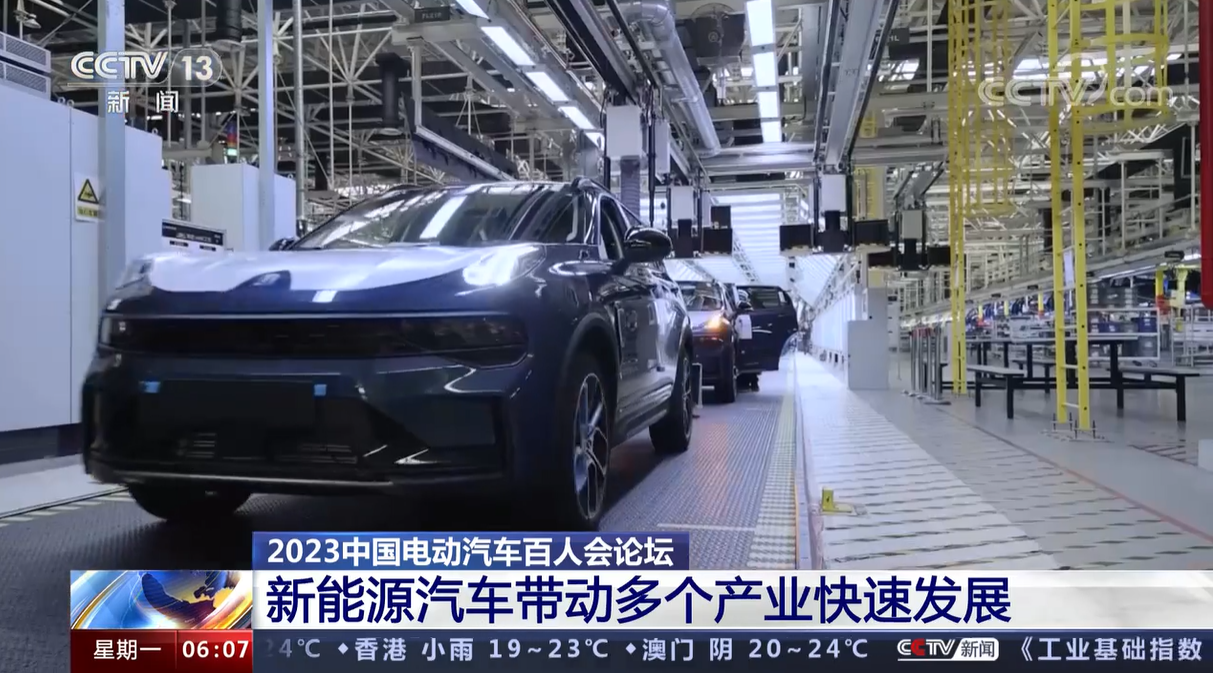 CCTV 13
新闻
CCTV.com
2023中国电动汽车百人会论坛
新能源汽车带动多个产业快速发展
星期一 06:07
24℃ ◆香港 小雨 19~23℃ ◆澳门 阴 20~24℃ CCTV新闻 《工业基础指数